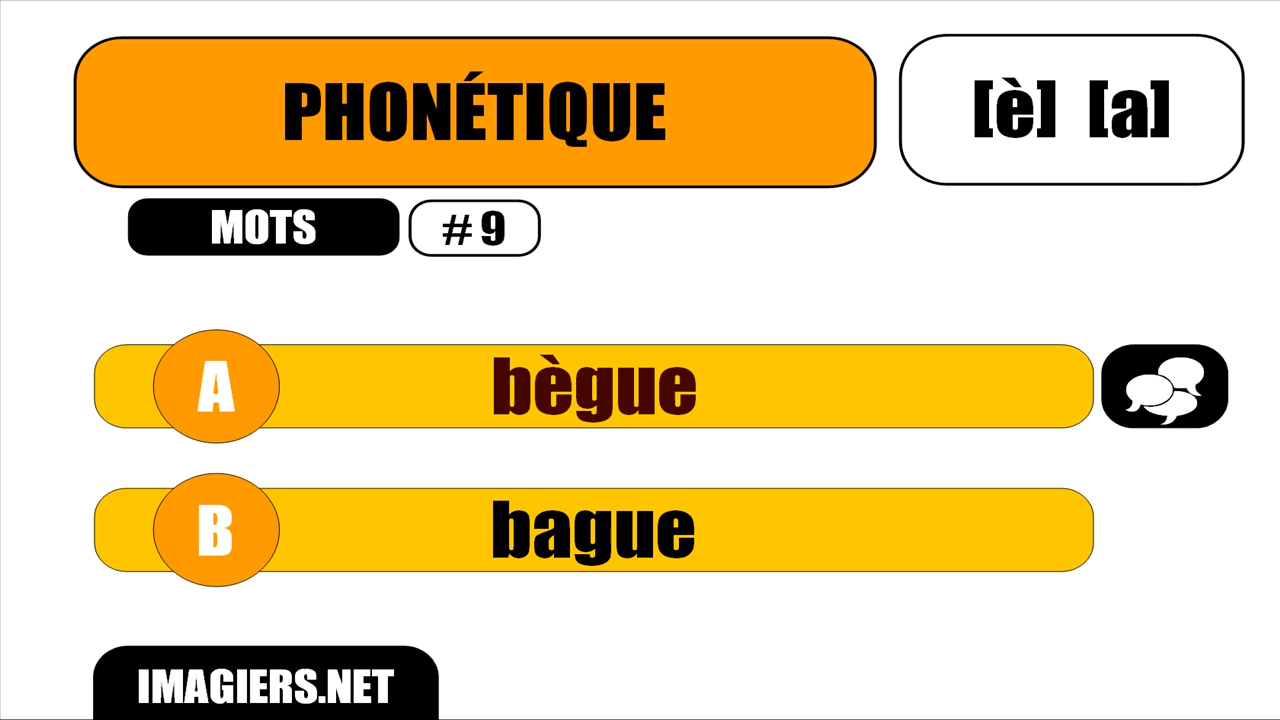 PHONÉTIQUE
[è] [a]
MOTS
# 9
A
bègue
B
bague
IMAGIERS.NET